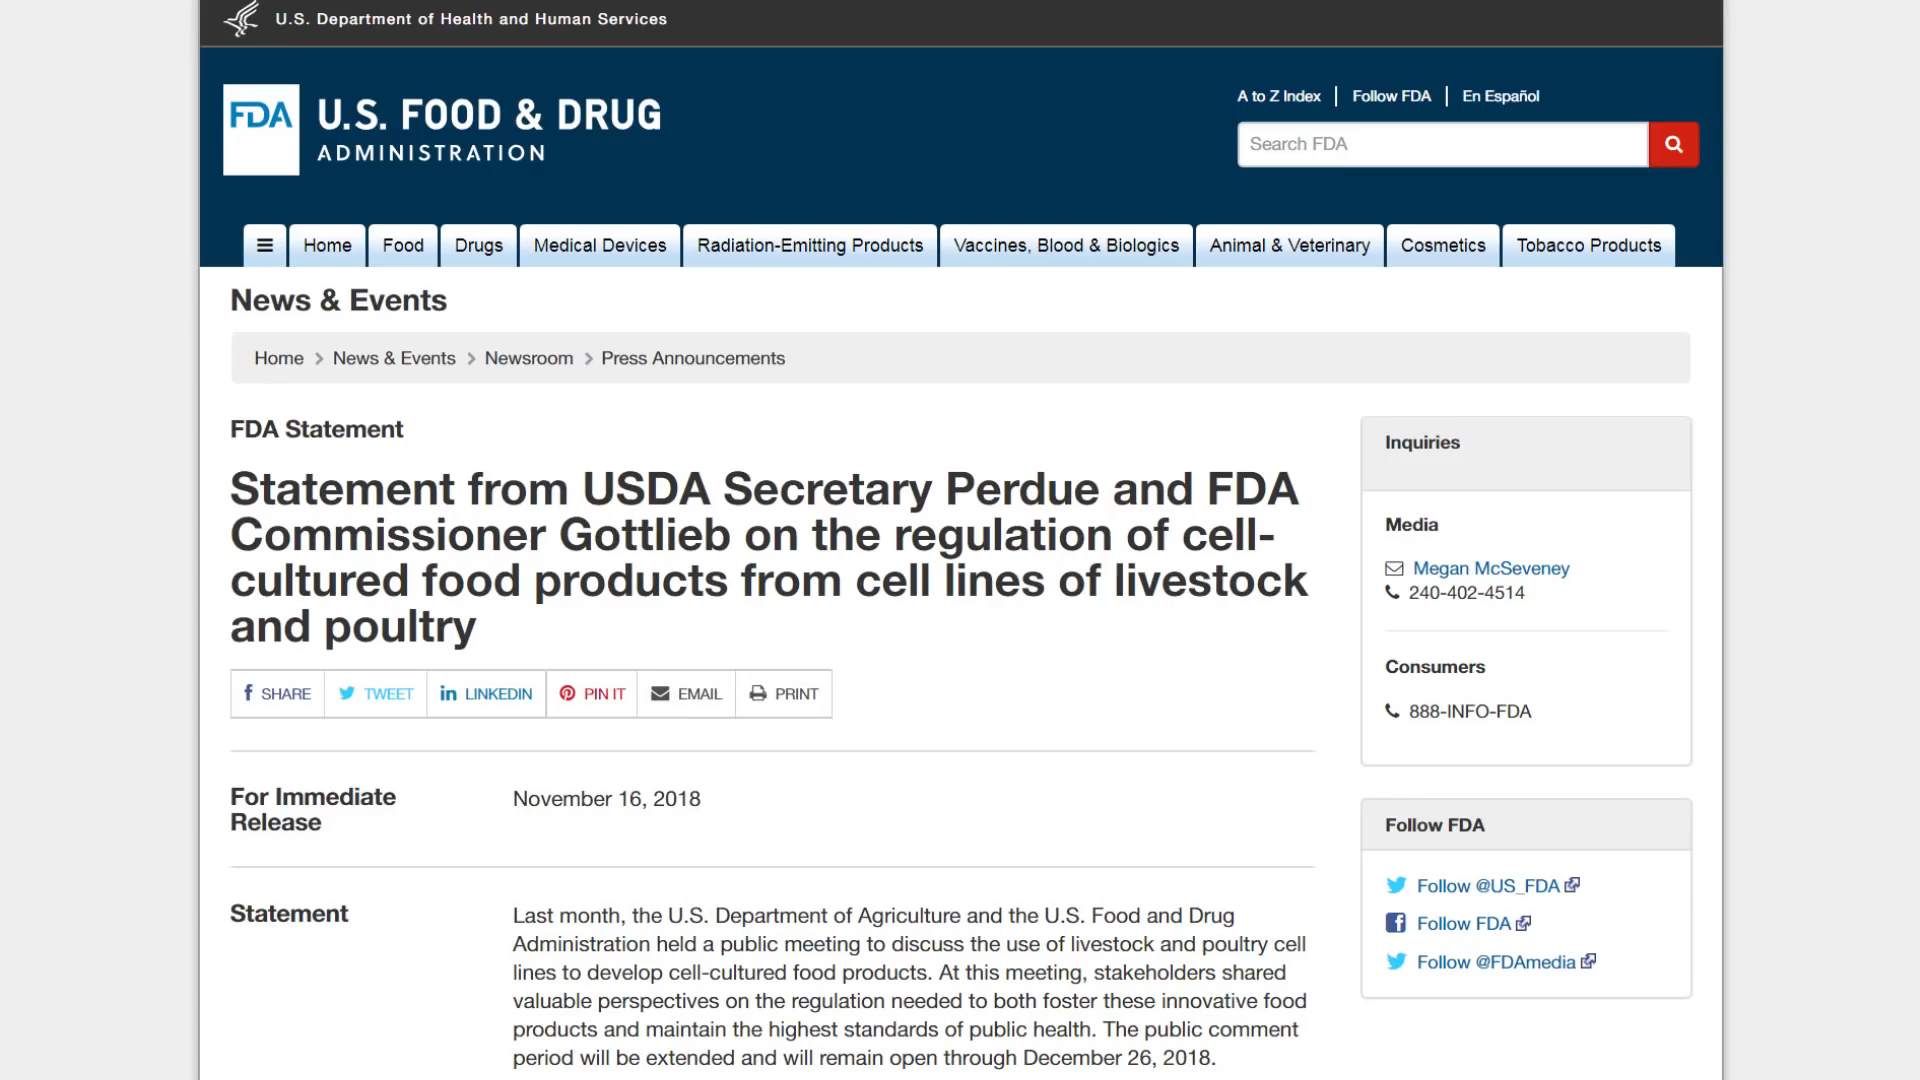 U.S. Department of Health and Human Services
FDA
U.S. FOOD & DRUG
ADMINISTRATION
A to Z Index
Follow FDA
En Español
Search FDA
Home
Food
Drugs
Medical Devices
Radiation-Emitting Products
Vaccines, Blood & Biologics
Animal & Veterinary
Cosmetics
Tobacco Products
News & Events
Home > News & Events > Newsroom > Press Announcements
FDA Statement
Statement from USDA Secretary Perdue and FDA
Commissioner Gottlieb on the regulation of cell-
cultured food products from cell lines of livestock
and poultry
SHARE
TWEET
LINKEDIN
PIN IT
EMAIL
PRINT
For Immediate
Release
November 16, 2018
Statement
Last month, the U.S. Department of Agriculture and the U.S. Food and Drug
Administration held a public meeting to discuss the use of livestock and poultry cell
lines to develop cell-cultured food products. At this meeting, stakeholders shared
valuable perspectives on the regulation needed to both foster these innovative food
products and maintain the highest standards of public health. The public comment
period will be extended and will remain open through December 26, 2018.
Inquiries
Media
Megan McSeveney
240-402-4514
Consumers
888-INFO-FDA
Follow FDA
Follow @US_FDA
Follow FDA
Follow @FDAmedia